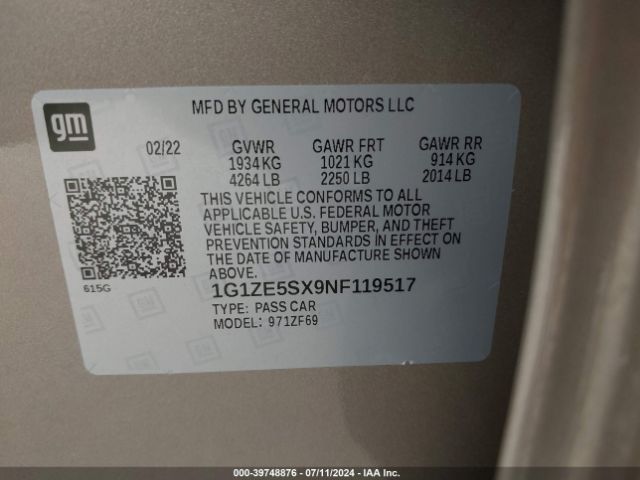 gm
MFD BY GENERAL MOTORS LLC
02/22 GVWR GAWR FRT GAWR RR
1934 KG 1021 KG 914 KG
4264 LB 2250 LB 2014 LB
THIS VEHICLE CONFORMS TO ALL
APPLICABLE U.S. FEDERAL MOTOR
VEHICLE SAFETY, BUMPER, AND THEFT
PREVENTION STANDARDS IN EFFECT ON
THE DATE OF MANUFACTURE SHOWN
ABOVE.
615G
1G1ZE5SX9NF119517
TYPE: PASS CAR
MODEL: 971ZF69
000-39748876 - 07/11/2024 - IAA Inc.